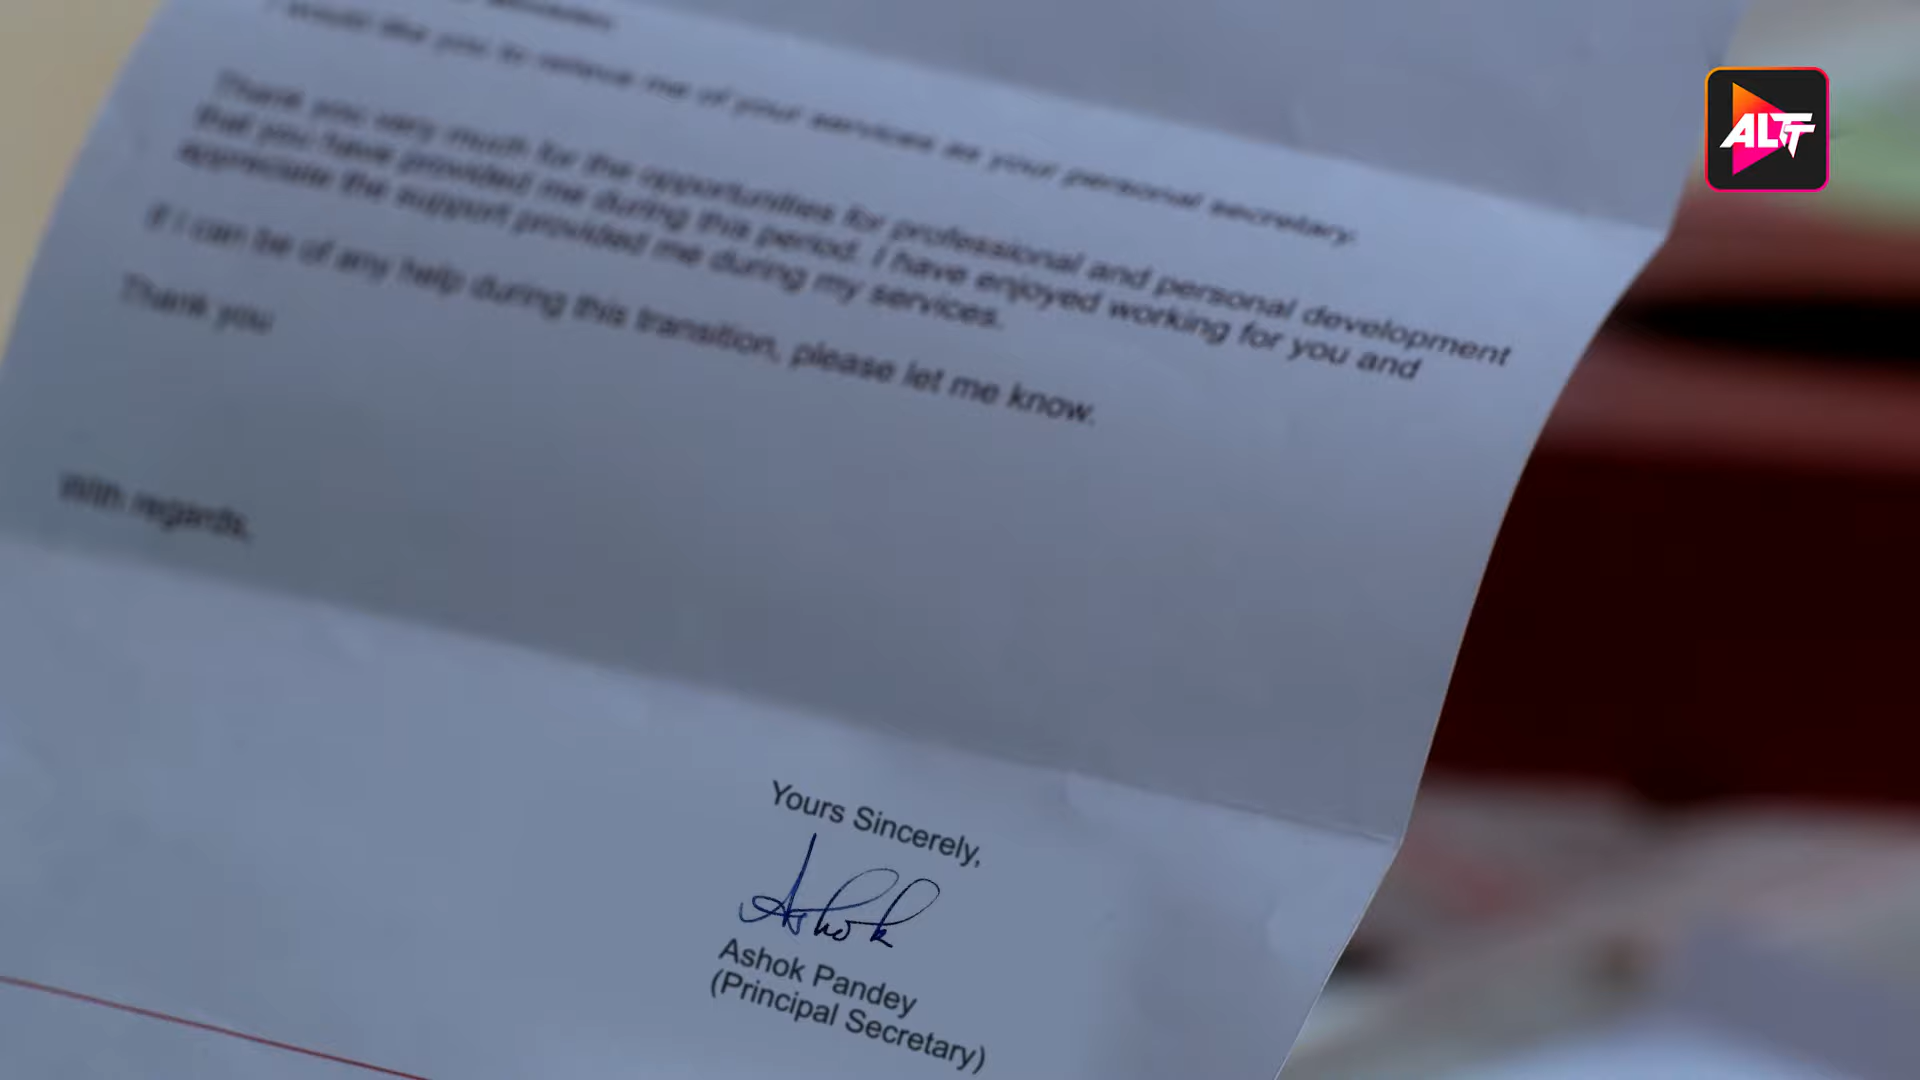 I would like you to relieve me of your services as your personal secretary.
Thank you very much for the opportunities for professional and personal development
that you have provided me during this period. I have enjoyed working for you and
appreciate the support provided me during my services.
If I can be of any help during this transition, please let me know.
Thank you
With regards,
Yours Sincerely,
Ashok
Ashok Pandey
(Principal Secretary)
ALTT